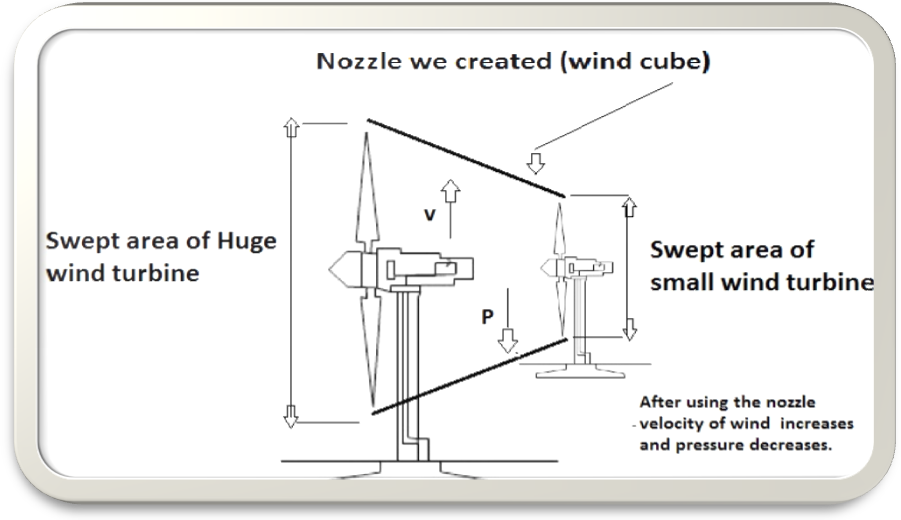 Nozzle we created (wind cube)
v
Swept area of Huge
wind turbine
Swept area of
small wind turbine
P
After using the nozzle
velocity of wind increases
and pressure decreases.